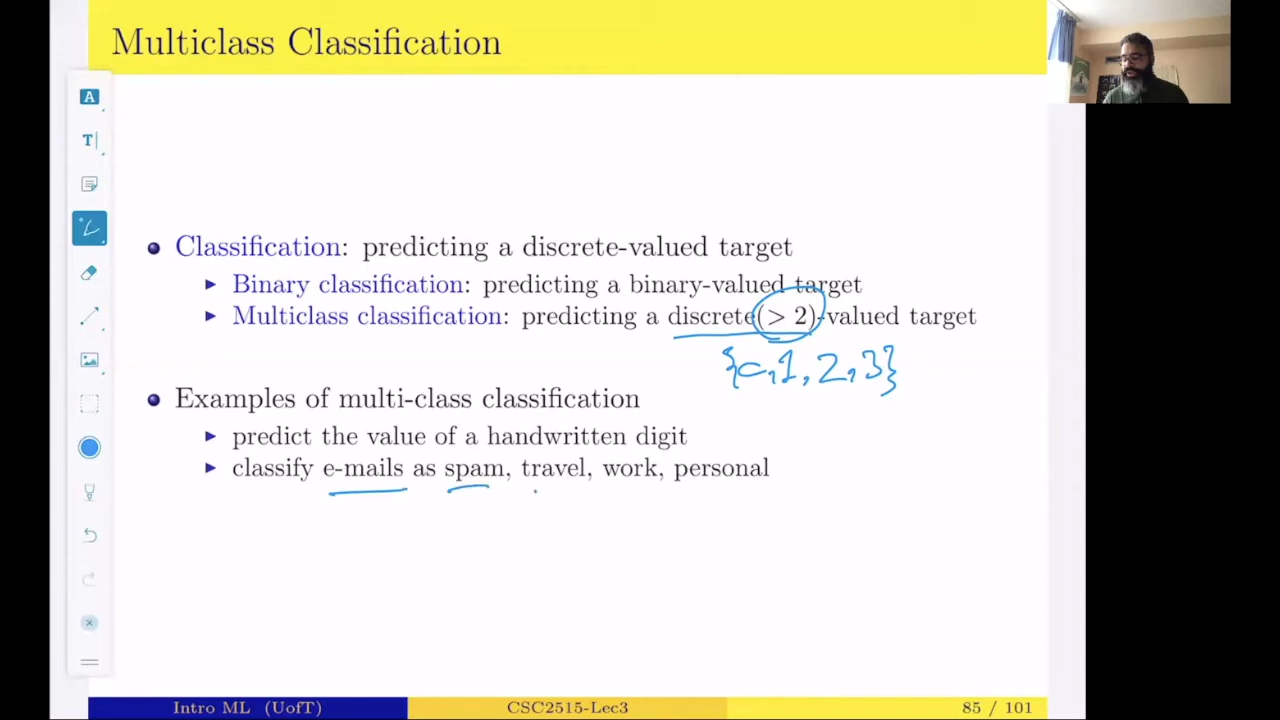 Multiclass Classification
A
T
Classification: predicting a discrete-valued target
Binary classification: predicting a binary-valued target
Multiclass classification: predicting a discrete(> 2)-valued target
{0,1,2,3}
Examples of multi-class classification
predict the value of a handwritten digit
classify e-mails as spam, travel, work, personal
Intro ML (UofT) CSC2515-Lec3 85 / 101